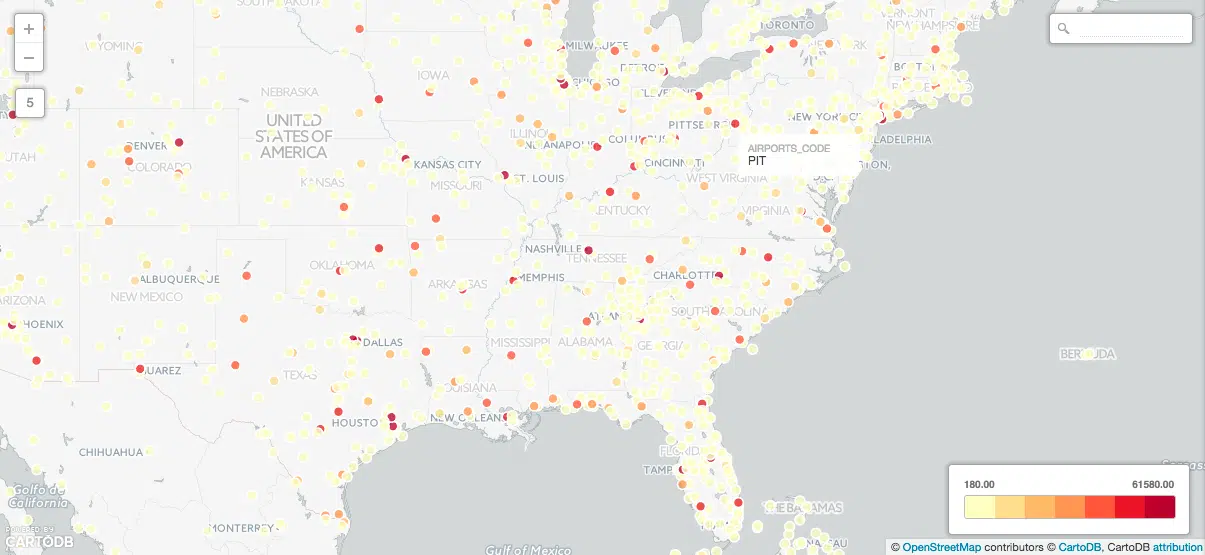 SOUTH DAKOTA
TORONTO
VERMONT
NEW HAMPSHIRE
+
−
WYOMING
MILWAUKEE
DETROIT
BOSTON
IOWA
CHICAGO
CLEVELAND
5
NEBRASKA
UNITED
STATES OF
AMERICA
ILLINOIS
PITTSBURGH
NEW YORK
DENVER
INDIANAPOLIS
COLUMBUS
PHILADELPHIA
UTAH
COLORADO
KANSAS CITY
CINCINNATI
AIRPORTS_CODE
PIT
KANSAS
MISSOURI
ST. LOUIS
WEST VIRGINIA
KENTUCKY
VIRGINIA
NASHVILLE
TENNESSEE
OKLAHOMA
ALBUQUERQUE
ARKANSAS
MEMPHIS
CHARLOTTE
ARIZONA
NEW MEXICO
PHOENIX
ATLANTA
SOUTH CAROLINA
DALLAS
MISSISSIPPI
ALABAMA
GEORGIA
BERMUDA
JUAREZ
TEXAS
LOUISIANA
HOUSTON
NEW ORLEANS
CHIHUAHUA
FLORIDA
TAMPA
Golfo de
California
THE BAHAMAS
180.00
61580.00
MONTERREY
POWERED BY
CARTODB
NASSAU
Gulf of Mexico
© OpenStreetMap contributors © CartoDB, CartoDB attribution